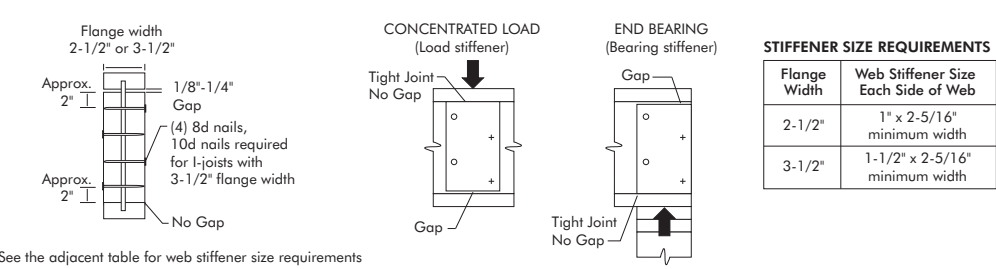 Flange width
2-1/2" or 3-1/2"
Approx.
2"
1/8"-1/4"
Gap
(4) 8d nails,
10d nails required
for I-joists with
3-1/2" flange width
Approx.
2"
No Gap
See the adjacent table for web stiffener size requirements
CONCENTRATED LOAD
(Load stiffener)
Tight Joint
No Gap
Gap
END BEARING
(Bearing stiffener)
Gap
Tight Joint
No Gap
STIFFENER SIZE REQUIREMENTS
Flange
Width
Web Stiffener Size
Each Side of Web
2-1/2"
1" x 2-5/16"
minimum width
3-1/2"
1-1/2" x 2-5/16"
minimum width